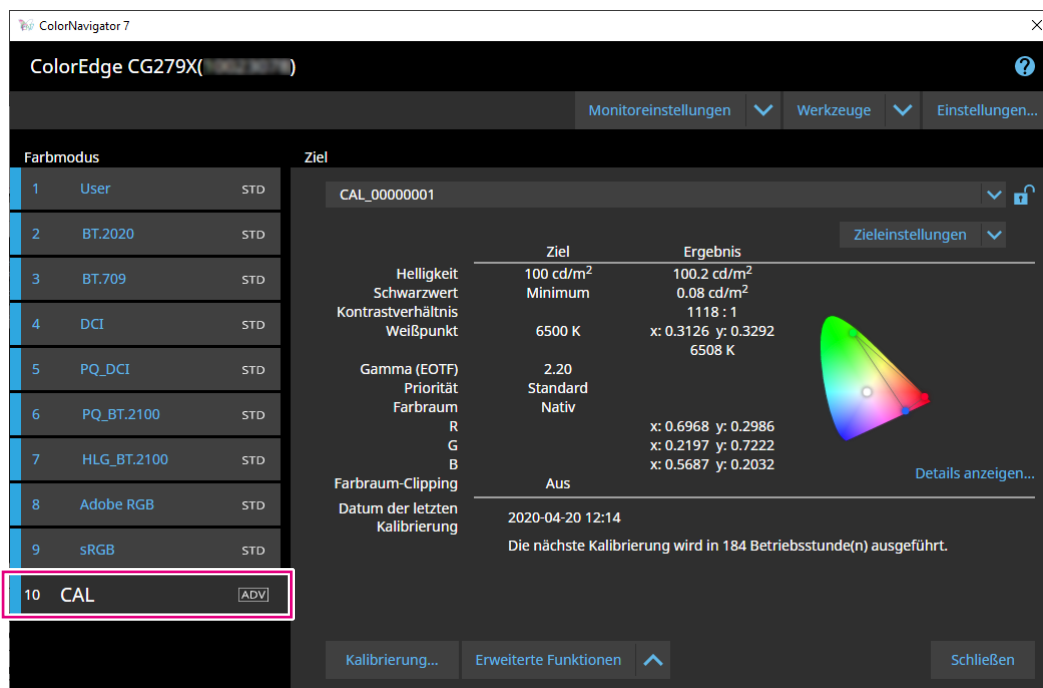 ColorNavigator 7
ColorEdge CG279X( )
Monitoreinstellungen Werkzeuge Einstellungen...
Farbmodus Ziel
1 User STD
2 BT.2020 STD
3 BT.709 STD
4 DCI STD
5 PQ_DCI STD
6 PQ_BT.2100 STD
7 HLG_BT.2100 STD
8 Adobe RGB STD
9 sRGB STD
10 CAL ADV
CAL_00000001
Zieleinstellungen
Ziel Ergebnis
Helligkeit 100 cd/m² 100.2 cd/m²
Schwarzwert Minimum 0.08 cd/m²
Kontrastverhältnis 1118 : 1
Weißpunkt 6500 K x: 0.3126 y: 0.3292
6508 K
Gamma (EOTF) 2.20
Priorität Standard
Farbraum Nativ
R x: 0.6968 y: 0.2986
G x: 0.2197 y: 0.7222
B x: 0.5687 y: 0.2032
Farbraum-Clipping Aus
Details anzeigen...
Datum der letzten
Kalibrierung
2020-04-20 12:14
Die nächste Kalibrierung wird in 184 Betriebsstunde(n) ausgeführt.
Kalibrierung... Erweiterte Funktionen Schließen